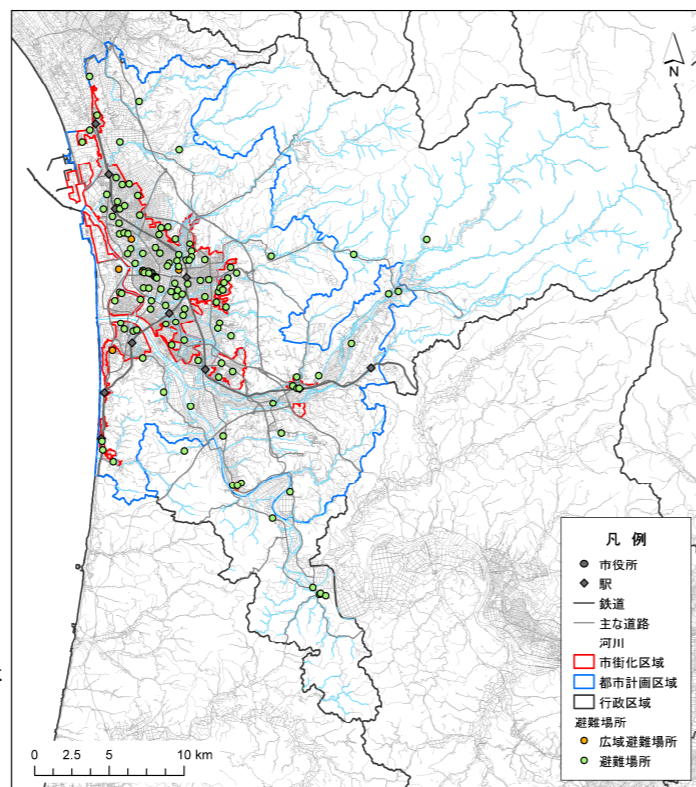 N
凡 例
市役所
駅
鉄道
主な道路
河川
市街化区域
都市計画区域
行政区域
避難場所
広域避難場所
避難場所
0 2.5 5 10 km